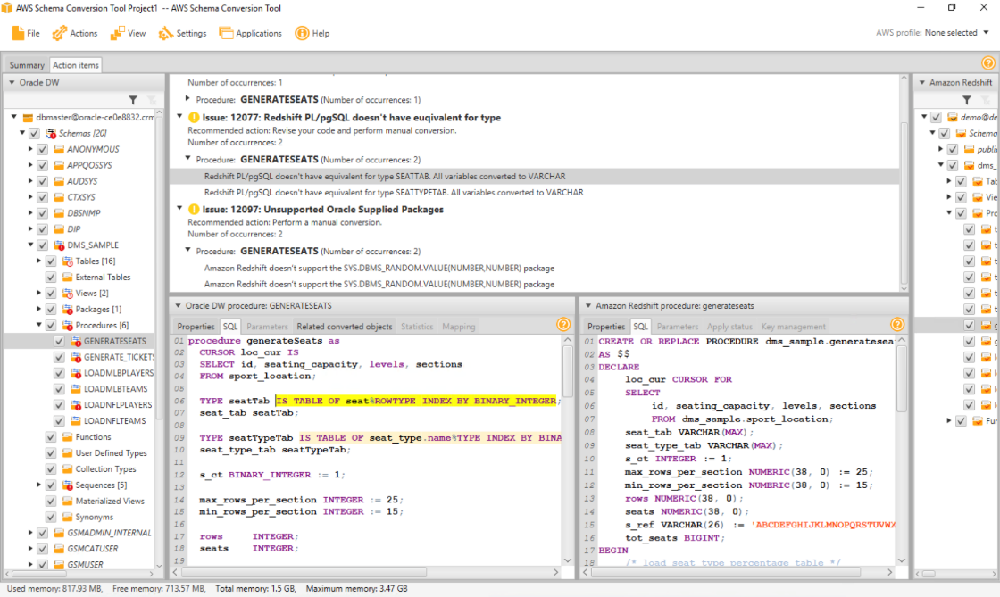 AWS Schema Conversion Tool Project1 -- AWS Schema Conversion Tool
File Actions View Settings Applications Help
AWS profile: None selected
Summary Action items
Oracle DW
dbmaster@oracle-ce0e8832.crm
Schemas [20]
ANONYMOUS
APPQOSSYS
AUDSYS
CTXSYS
DBSNMP
DIP
DMS_SAMPLE
Tables [16]
External Tables
Views [2]
Packages [1]
Procedures [6]
GENERATESEATS
GENERATE_TICKETS
LOADMLBPLAYERS
LOADMLBTEAMS
LOADNFLPLAYERS
LOADNFLTEAMS
Functions
User Defined Types
Collection Types
Sequences [5]
Materialized Views
Synonyms
GSMADMIN_INTERNAL
GSMCATUSER
GSMUSER
Number of occurrences: 1
Procedure: GENERATESEATS (Number of occurrences: 1)
Issue: 12077: Redshift PL/pgSQL doesn't have euqivalent for type
Recommended action: Revise your code and perform manual conversion.
Number of occurrences: 2
Procedure: GENERATESEATS (Number of occurrences: 2)
Redshift PL/pgSQL doesn't have equivalent for type SEATTAB. All variables converted to VARCHAR
Redshift PL/pgSQL doesn't have equivalent for type SEATTYPETAB. All variables converted to VARCHAR
Issue: 12097: Unsupported Oracle Supplied Packages
Recommended action: Perform a manual conversion.
Number of occurrences: 2
Procedure: GENERATESEATS (Number of occurrences: 2)
Amazon Redshift doesn't support the SYS.DBMS_RANDOM.VALUE(NUMBER,NUMBER) package
Amazon Redshift doesn't support the SYS.DBMS_RANDOM.VALUE(NUMBER,NUMBER) package
Oracle DW procedure: GENERATESEATS
Properties SQL Parameters Related converted objects Statistics Mapping
01 procedure generateSeats as
02 CURSOR loc_cur IS
03 SELECT id, seating_capacity, levels, sections
04 FROM sport_location;
05
06 TYPE seatTab IS TABLE OF seat%ROWTYPE INDEX BY BINARY_INTEGER;
07 seat_tab seatTab;
08
09 TYPE seatTypeTab IS TABLE OF seat_type.name%TYPE INDEX BY BINA
10 seat_type_tab seatTypeTab;
11
12 s_ct BINARY_INTEGER := 1;
13
14 max_rows_per_section INTEGER := 25;
15 min_rows_per_section INTEGER := 15;
16
17 rows INTEGER;
18 seats INTEGER;
19
Amazon Redshift procedure: generateseats
Properties SQL Parameters Apply status Key management
01 CREATE OR REPLACE PROCEDURE dms_sample.generatesea
02 AS $$
03 DECLARE
04 loc_cur CURSOR FOR
05 SELECT
06 id, seating_capacity, levels, sections
07 FROM dms_sample.sport_location;
08 seat_tab VARCHAR(MAX);
09 seat_type_tab VARCHAR(MAX);
10 s_ct INTEGER := 1;
11 max_rows_per_section NUMERIC(38, 0) := 25;
12 min_rows_per_section NUMERIC(38, 0) := 15;
13 rows NUMERIC(38, 0);
14 seats NUMERIC(38, 0);
15 s_ref VARCHAR(26) := 'ABCDEFGHIJKLMNOPQRSTUVWX
16 tot_seats BIGINT;
17 BEGIN
18 /* load seat type percentage table */
Amazon Redshift
demo@de
Schema
public
dms_
Tab
Vie
Pro
t
t
t
t
t
t
g
g
l
l
l
l
Fun
Used memory: 817.93 MB, Free memory: 713.57 MB, Total memory: 1.5 GB, Maximum memory: 3.47 GB